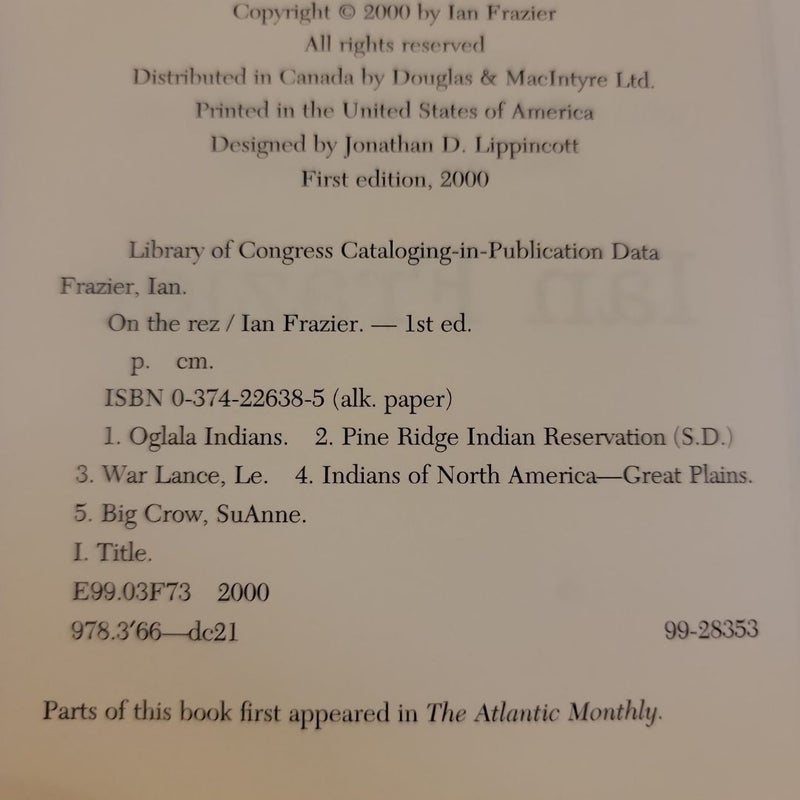 Copyright © 2000 by Ian Frazier
All rights reserved
Distributed in Canada by Douglas & MacIntyre Ltd.
Printed in the United States of America
Designed by Jonathan D. Lippincott
First edition, 2000
Library of Congress Cataloging-in-Publication Data
Frazier, Ian.
On the rez / Ian Frazier. — 1st ed.
p. cm.
ISBN 0-374-22638-5 (alk. paper)
1. Oglala Indians. 2. Pine Ridge Indian Reservation (S.D.)
3. War Lance, Le. 4. Indians of North America—Great Plains.
5. Big Crow, SuAnne.
I. Title.
E99.03F73 2000
978.3′66—dc21 99-28353
Parts of this book first appeared in The Atlantic Monthly.